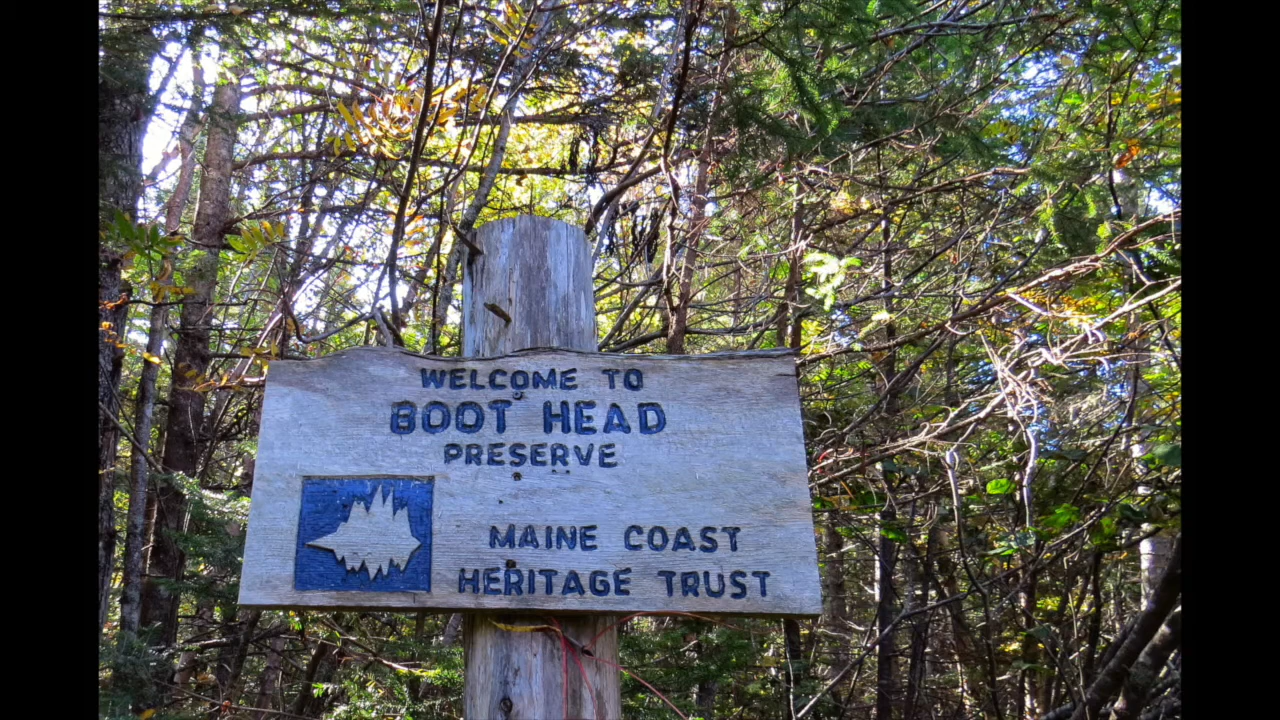 WELCOME TO
BOOT HEAD
PRESERVE
MAINE COAST
HERITAGE TRUST